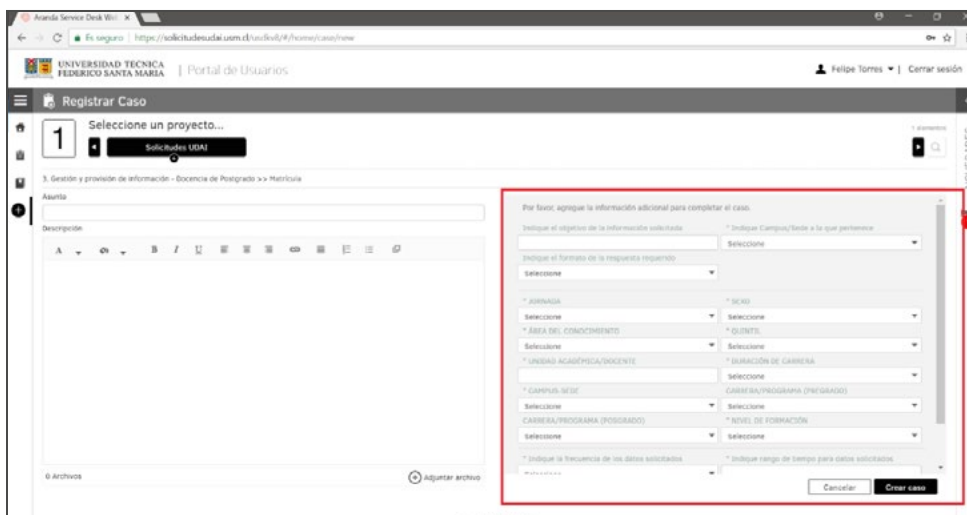 Aranda Service Desk Web
Es seguro | https://solicitudesudai.usm.cl/usdkv8/#/home/case/new
UNIVERSIDAD TECNICA
FEDERICO SANTA MARIA | Portal de Usuarios
Felipe Torres | Cerrar sesión
Registrar Caso
1
Seleccione un proyecto...
Solicitudes UDAI
1 elementos
3. Gestión y provisión de información - Docencia de Postgrado >> Matrícula
Asunto
Descripción
A B I U
0 Archivos
Adjuntar archivo
Por favor, agregue la información adicional para completar el caso.
Indique el objetivo de la información solicitada * Indique Campus/Sede a la que pertenece
Seleccione
Indique el formato de la respuesta requerido
Seleccione
* JORNADA * SEXO
Seleccione Seleccione
* ÁREA DEL CONOCIMIENTO * QUINTIL
Seleccione Seleccione
* UNIDAD ACADÉMICA/DOCENTE * DURACIÓN DE CARRERA
Seleccione
* CAMPUS-SEDE CARRERA/PROGRAMA (PREGRADO)
Seleccione Seleccione
CARRERA/PROGRAMA (POSGRADO) * NIVEL DE FORMACIÓN
Seleccione Seleccione
* Indique la frecuencia de los datos solicitados * Indique rango de tiempo para datos solicitados
Seleccione
Cancelar Crear caso